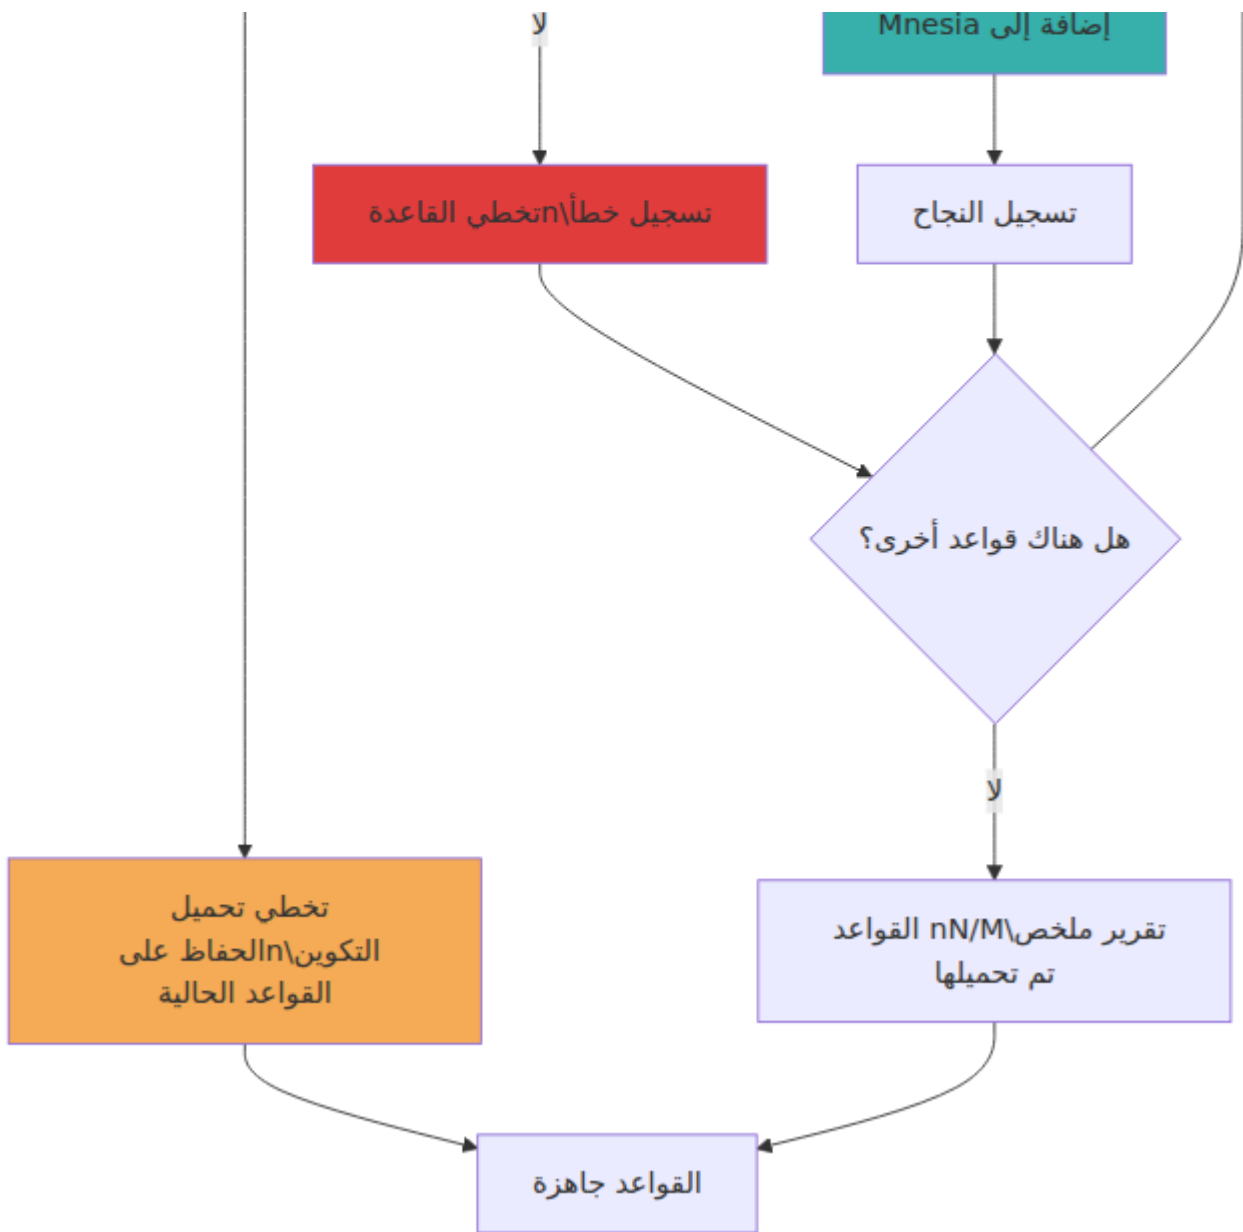 لا
إضافة إلى Mnesia
تسجيل خطأ\nتخطي القاعدة
تسجيل النجاح
هل هناك قواعد أخرى؟
لا
تخطي تحميل
التكوين\nالحفاظ على
القواعد الحالية
تقرير ملخص\nN/M القواعد
تم تحميلها
القواعد جاهزة